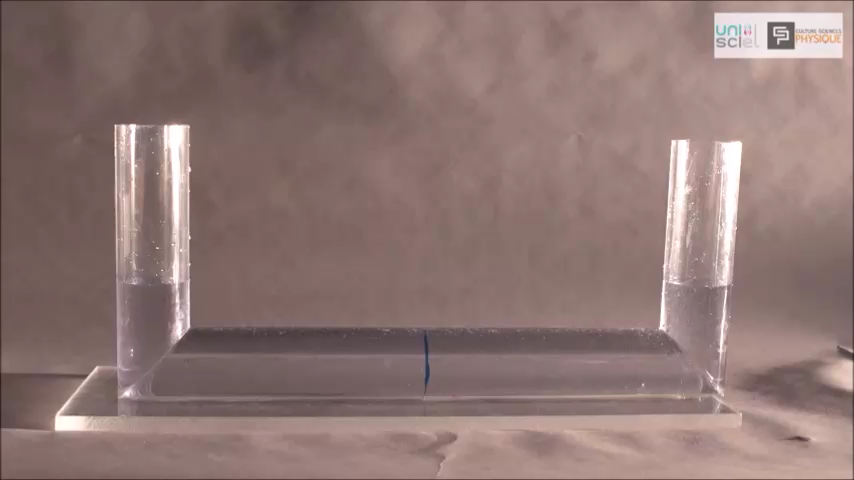 uni
sciel
CULTURE SCIENCES
PHYSIQUE